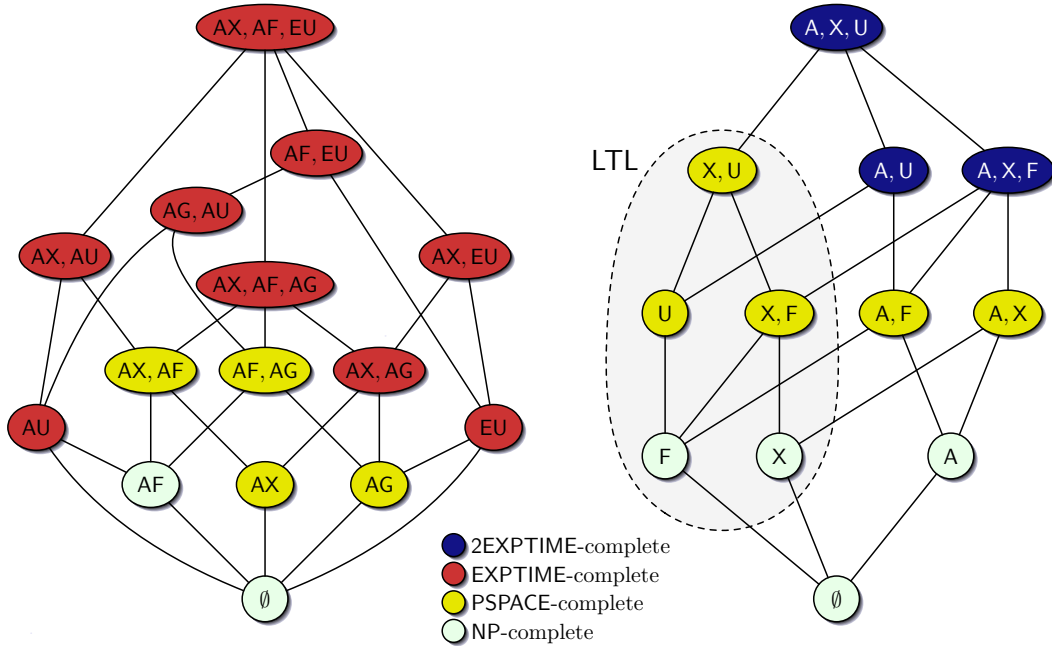 AX, AF, EU
A, X, U
AF, EU
LTL
X, U
A, U
A, X, F
AG, AU
AX, AU
AX, EU
AX, AF, AG
U
X, F
A, F
A, X
AX, AF
AF, AG
AX, AG
AU
EU
F
X
A
AF
AX
AG
2EXPTIME-complete
EXPTIME-complete
PSPACE-complete
NP-complete
∅
∅